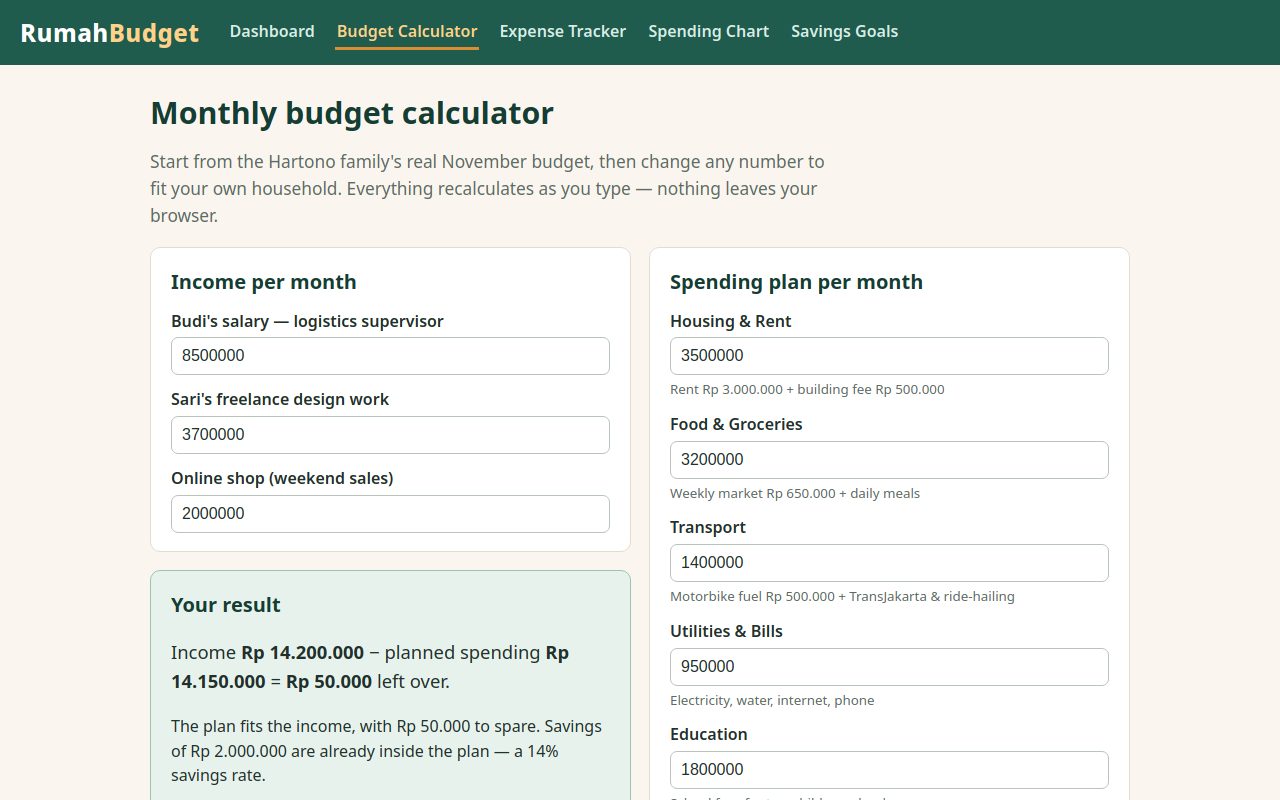 RumahBudget
Dashboard
Budget Calculator
Expense Tracker
Spending Chart
Savings Goals
Monthly budget calculator
Start from the Hartono family's real November budget, then change any number to
fit your own household. Everything recalculates as you type — nothing leaves your
browser.
Income per month
Budi's salary — logistics supervisor
8500000
Sari's freelance design work
3700000
Online shop (weekend sales)
2000000
Your result
Income Rp 14.200.000 − planned spending Rp
14.150.000 = Rp 50.000 left over.
The plan fits the income, with Rp 50.000 to spare. Savings
of Rp 2.000.000 are already inside the plan — a 14%
savings rate.
Spending plan per month
Housing & Rent
3500000
Rent Rp 3.000.000 + building fee Rp 500.000
Food & Groceries
3200000
Weekly market Rp 650.000 + daily meals
Transport
1400000
Motorbike fuel Rp 500.000 + TransJakarta & ride-hailing
Utilities & Bills
950000
Electricity, water, internet, phone
Education
1800000